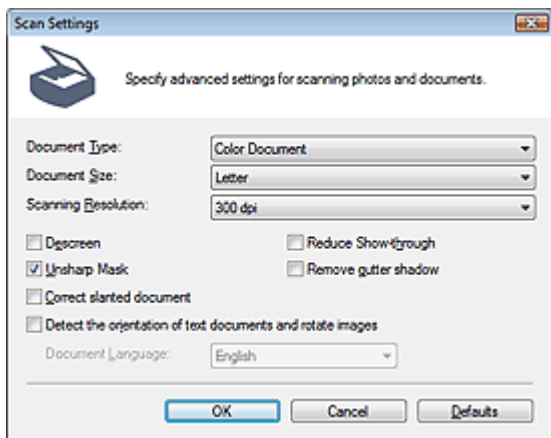 Scan Settings
Specify advanced settings for scanning photos and documents.
Document Type: Color Document
Document Size: Letter
Scanning Resolution: 300 dpi
Descreen Reduce Show-through
Unsharp Mask Remove gutter shadow
Correct slanted document
Detect the orientation of text documents and rotate images
Document Language: English
OK Cancel Defaults